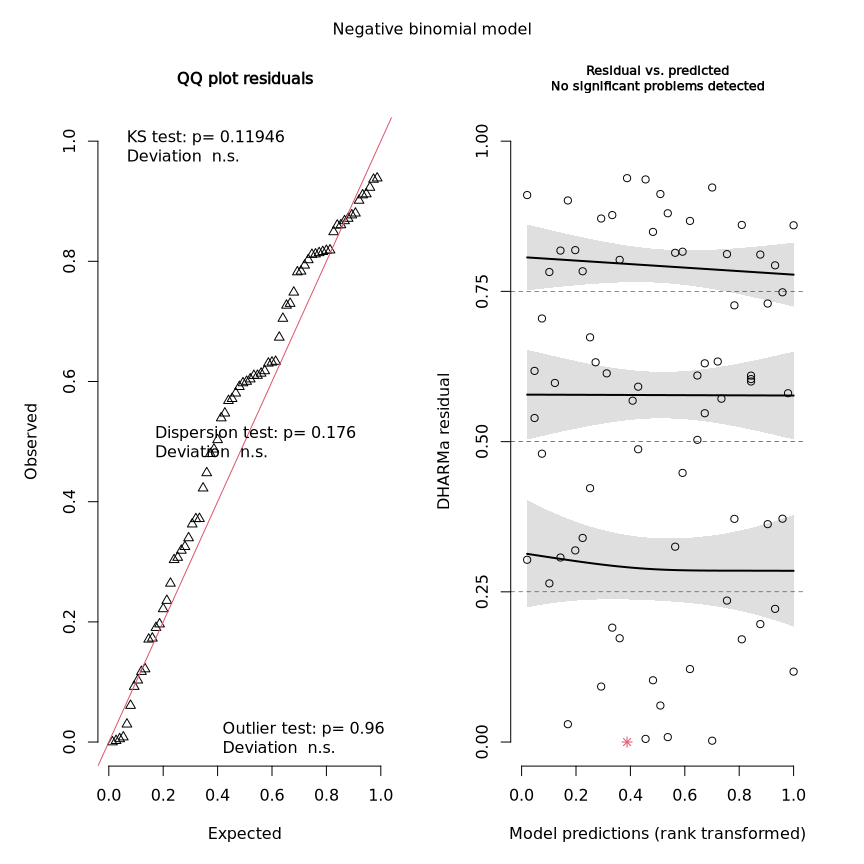 Negative binomial model
QQ plot residuals
KS test: p= 0.11946
Deviation n.s.
Dispersion test: p= 0.176
Deviation n.s.
Outlier test: p= 0.96
Deviation n.s.
Observed
0.0
0.2
0.4
0.6
0.8
1.0
0.0 0.2 0.4 0.6 0.8 1.0
Expected
Residual vs. predicted
No significant problems detected
DHARMa residual
0.00
0.25
0.50
0.75
1.00
0.0 0.2 0.4 0.6 0.8 1.0
Model predictions (rank transformed)